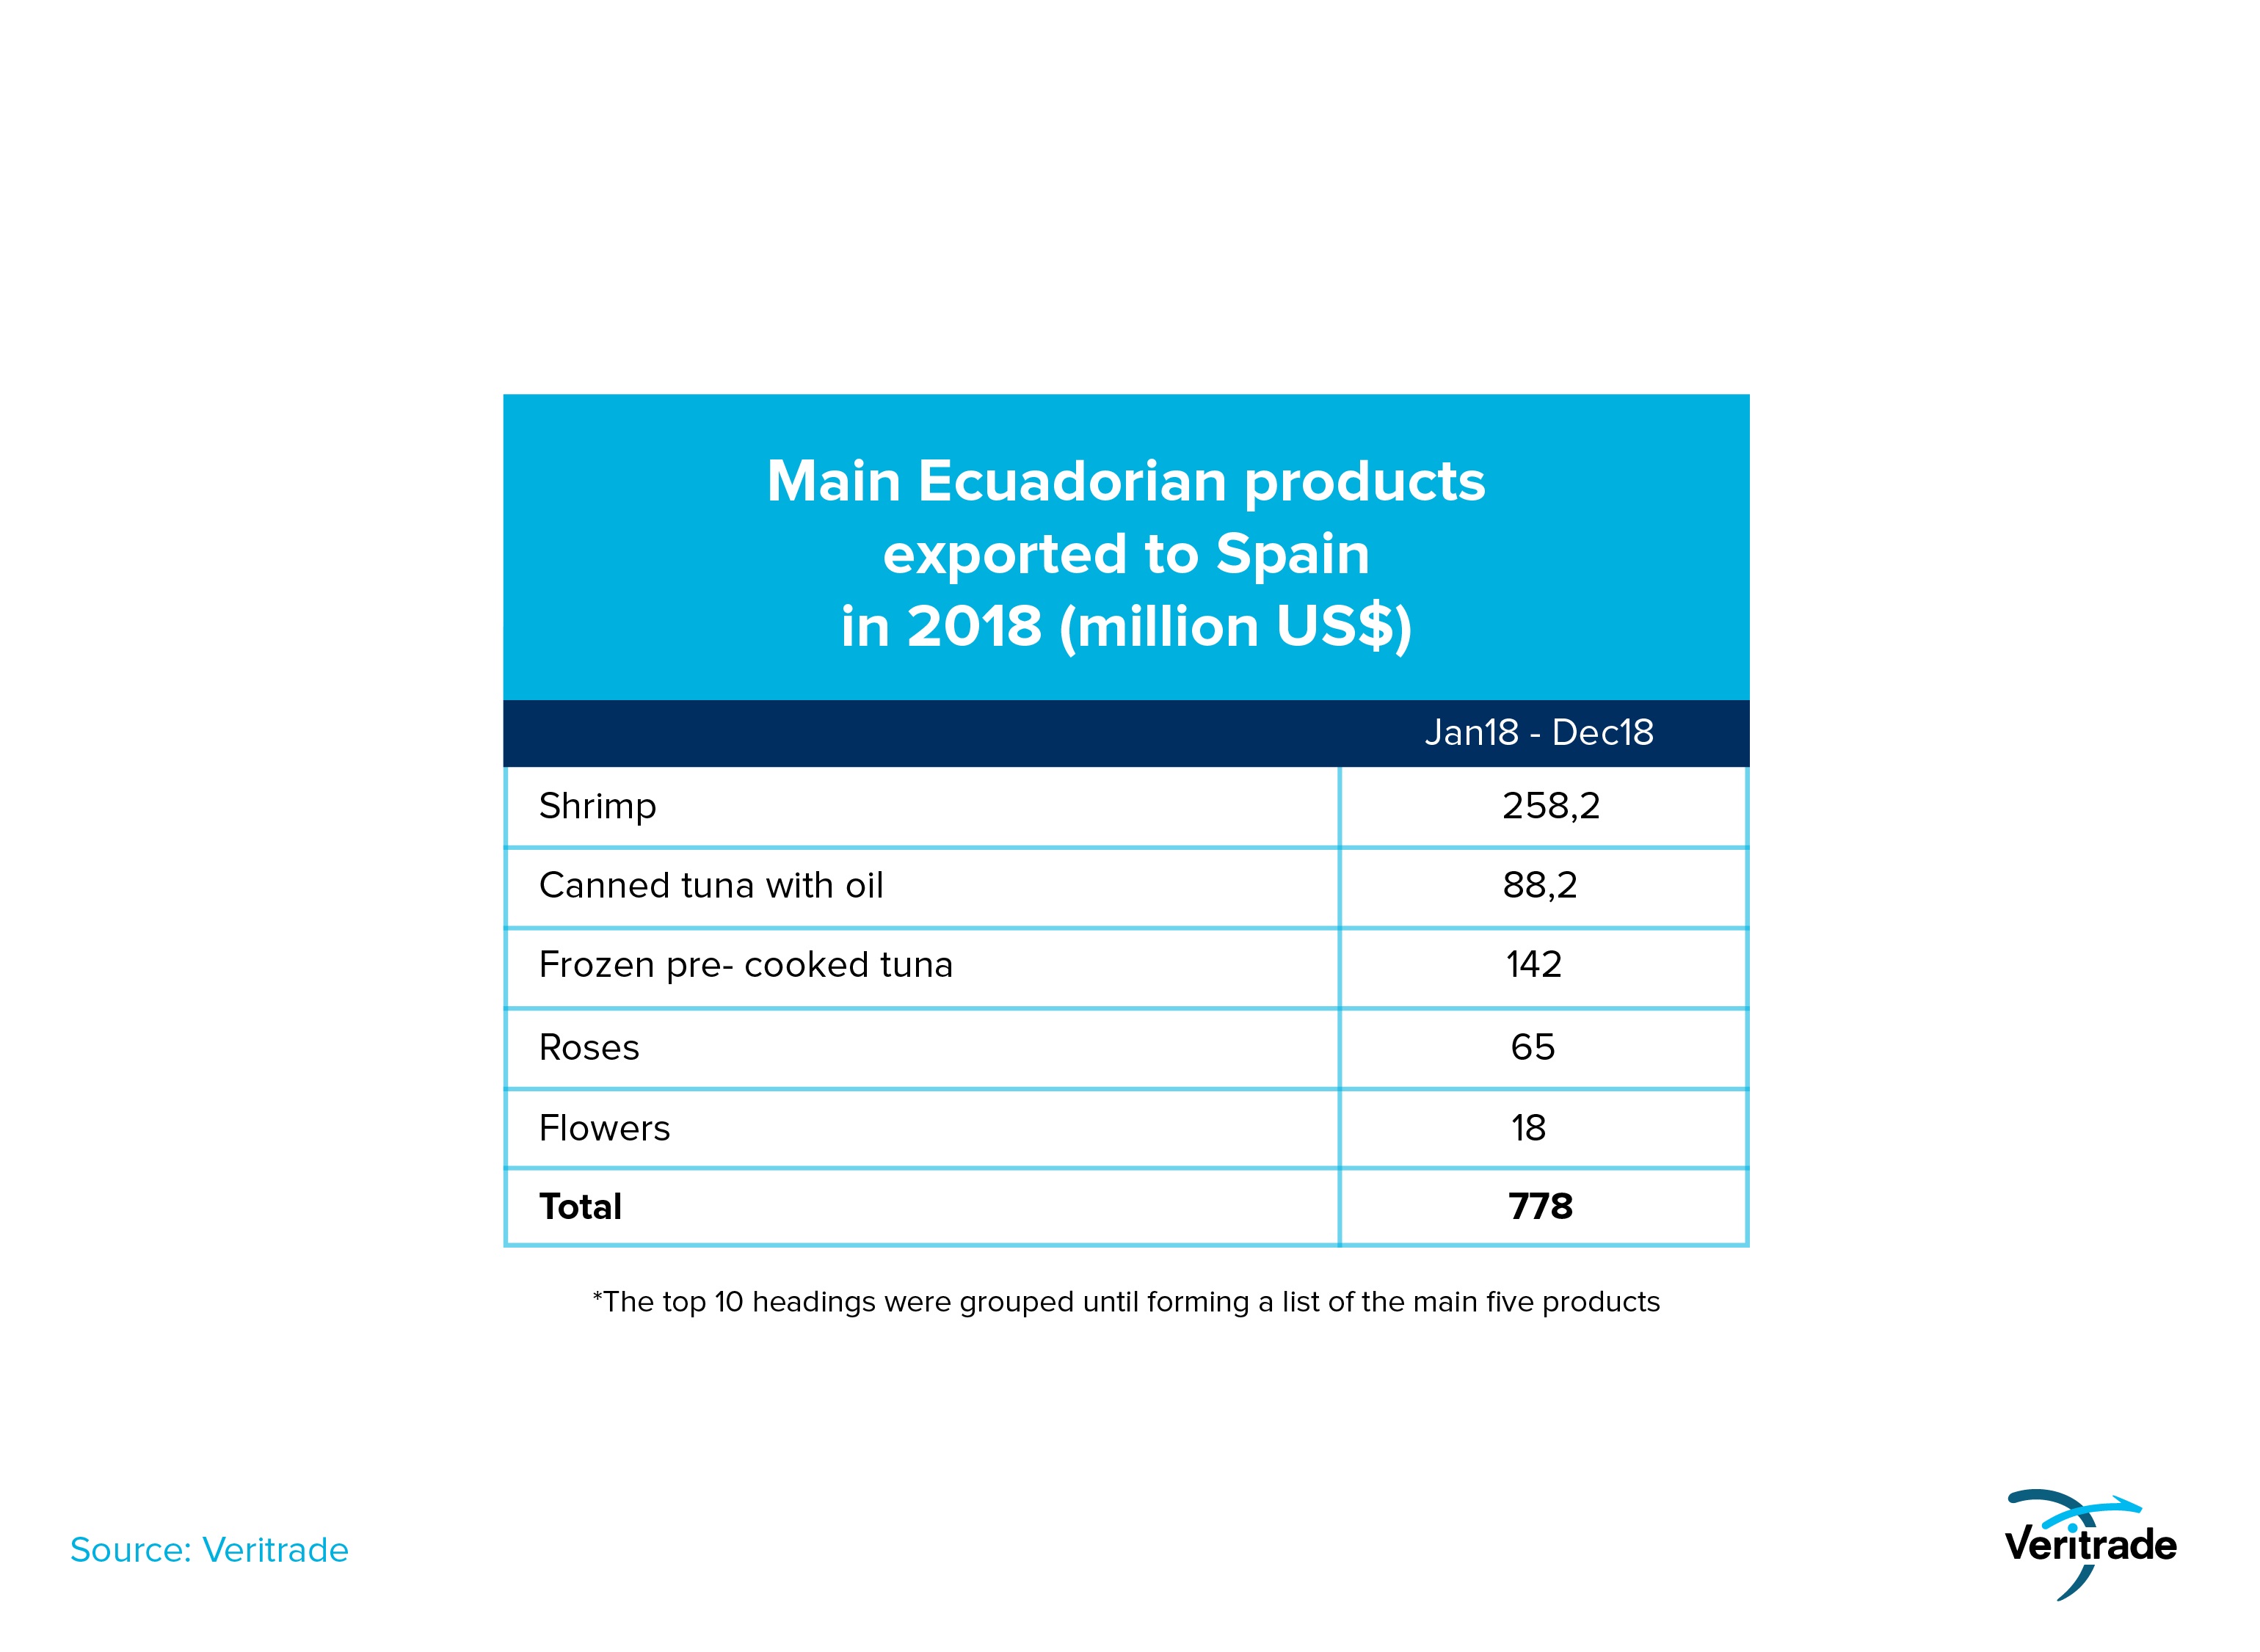 Main Ecuadorian products
exported to Spain
in 2018 (million US$)
Jan18 - Dec18
Shrimp 258,2
Canned tuna with oil 88,2
Frozen pre- cooked tuna 142
Roses 65
Flowers 18
Total 778
*The top 10 headings were grouped until forming a list of the main five products
Source: Veritrade
Veritrade